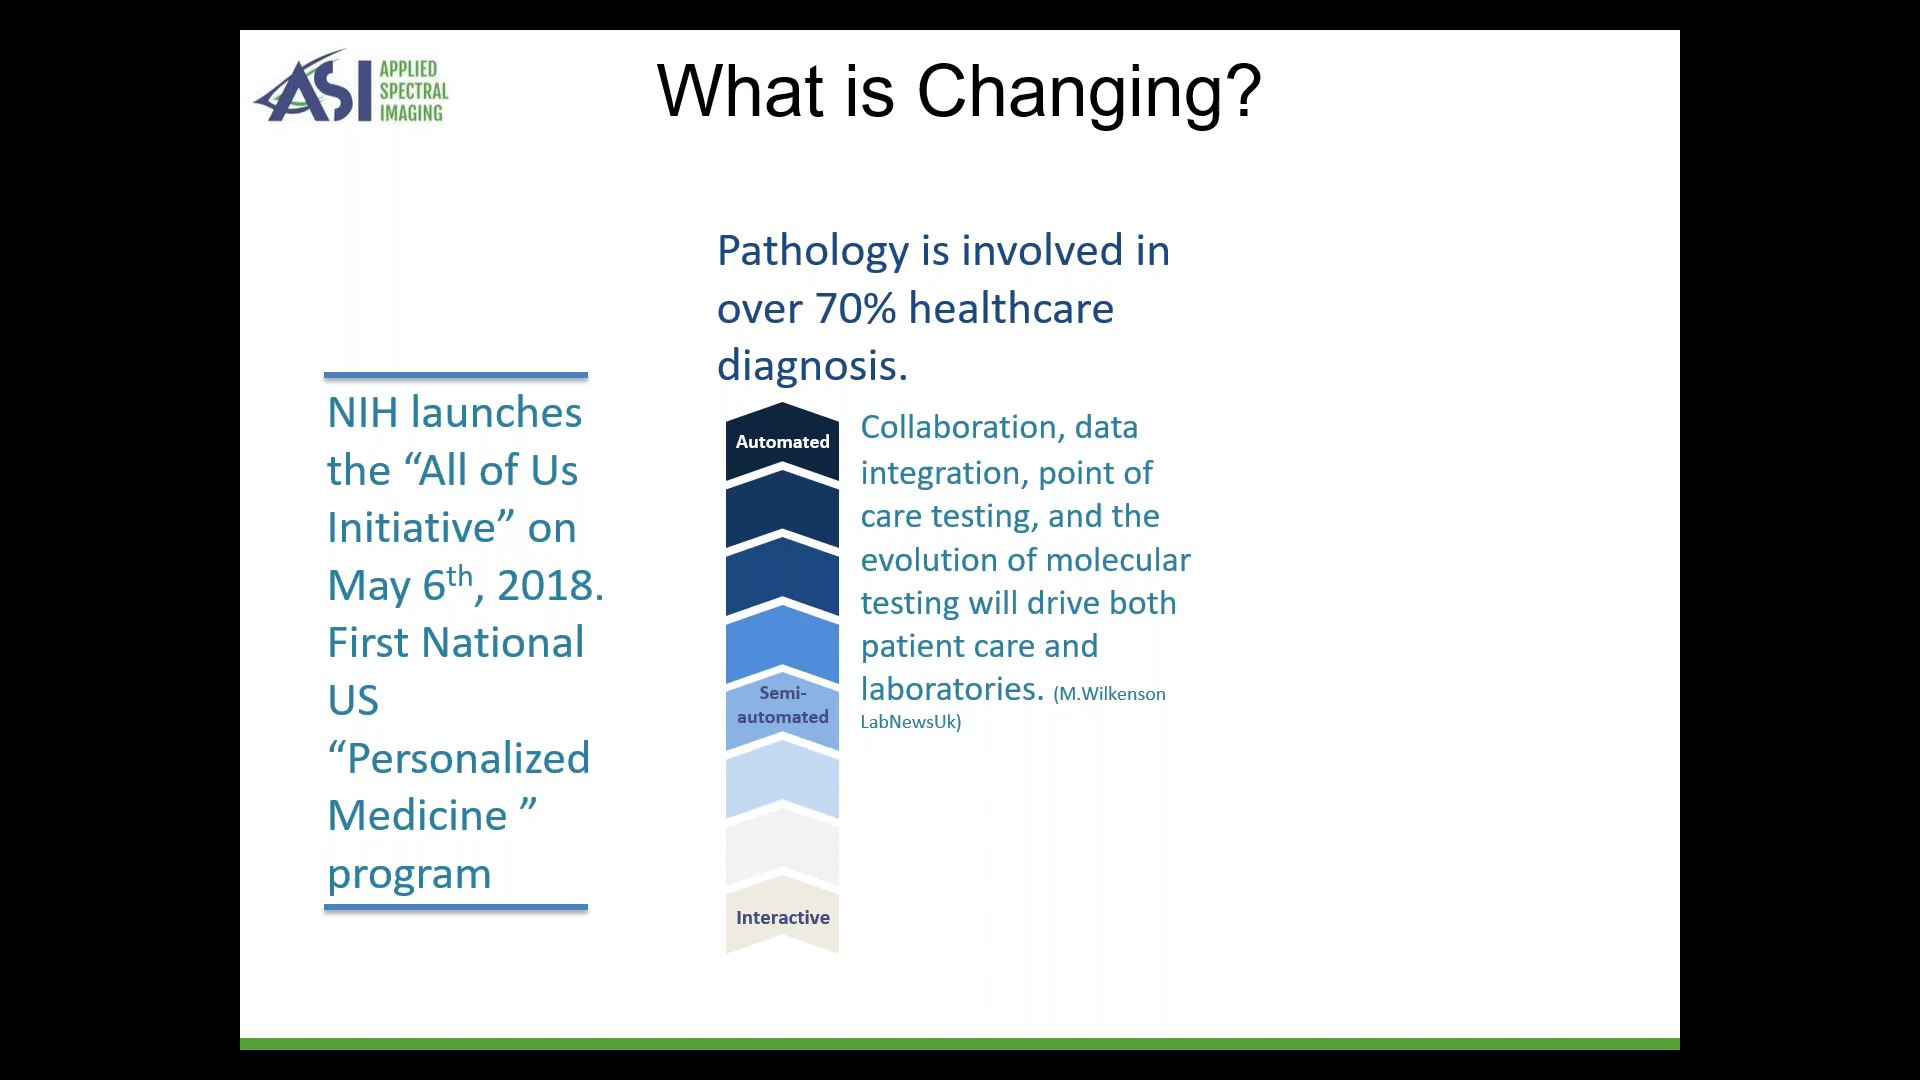 ASI APPLIED
SPECTRAL
IMAGING
What is Changing?
NIH launches
the “All of Us
Initiative” on
May 6th, 2018.
First National
US
“Personalized
Medicine ”
program
Pathology is involved in
over 70% healthcare
diagnosis.
Automated
Semi-
automated
Interactive
Collaboration, data
integration, point of
care testing, and the
evolution of molecular
testing will drive both
patient care and
laboratories. (M.Wilkenson
LabNewsUk)